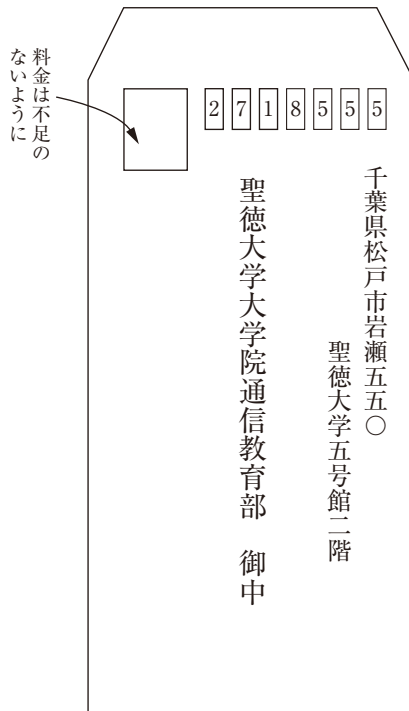 2718555
千葉県松戸市岩瀬五五〇
聖徳大学五号館二階
聖徳大学大学院通信教育部　御中
料金は不足の
ないように